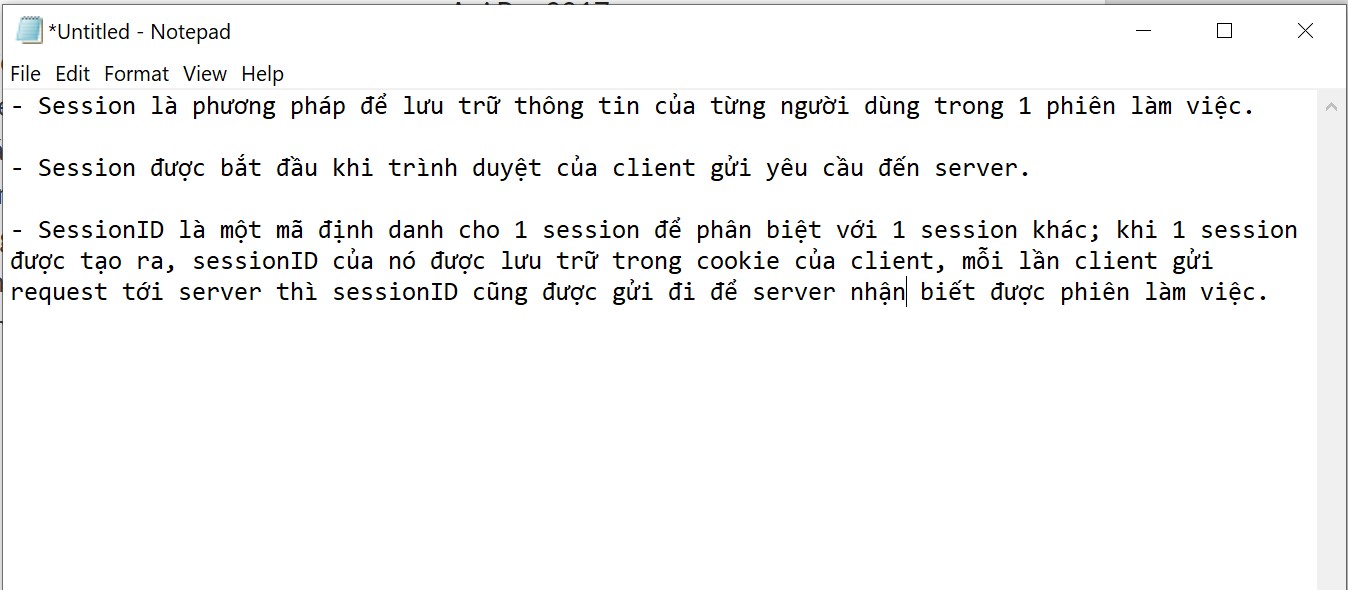 *Untitled - Notepad
File Edit Format View Help
- Session là phương pháp để lưu trữ thông tin của từng người dùng trong 1 phiên làm việc.
- Session được bắt đầu khi trình duyệt của client gửi yêu cầu đến server.
- SessionID là một mã định danh cho 1 session để phân biệt với 1 session khác; khi 1 session
được tạo ra, sessionID của nó được lưu trữ trong cookie của client, mỗi lần client gửi
request tới server thì sessionID cũng được gửi đi để server nhận biết được phiên làm việc.